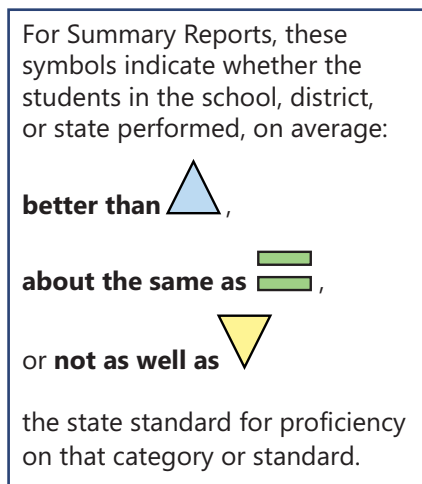 For Summary Reports, these
symbols indicate whether the
students in the school, district,
or state performed, on average:
better than ,
about the same as ,
or not as well as
the state standard for proficiency
on that category or standard.